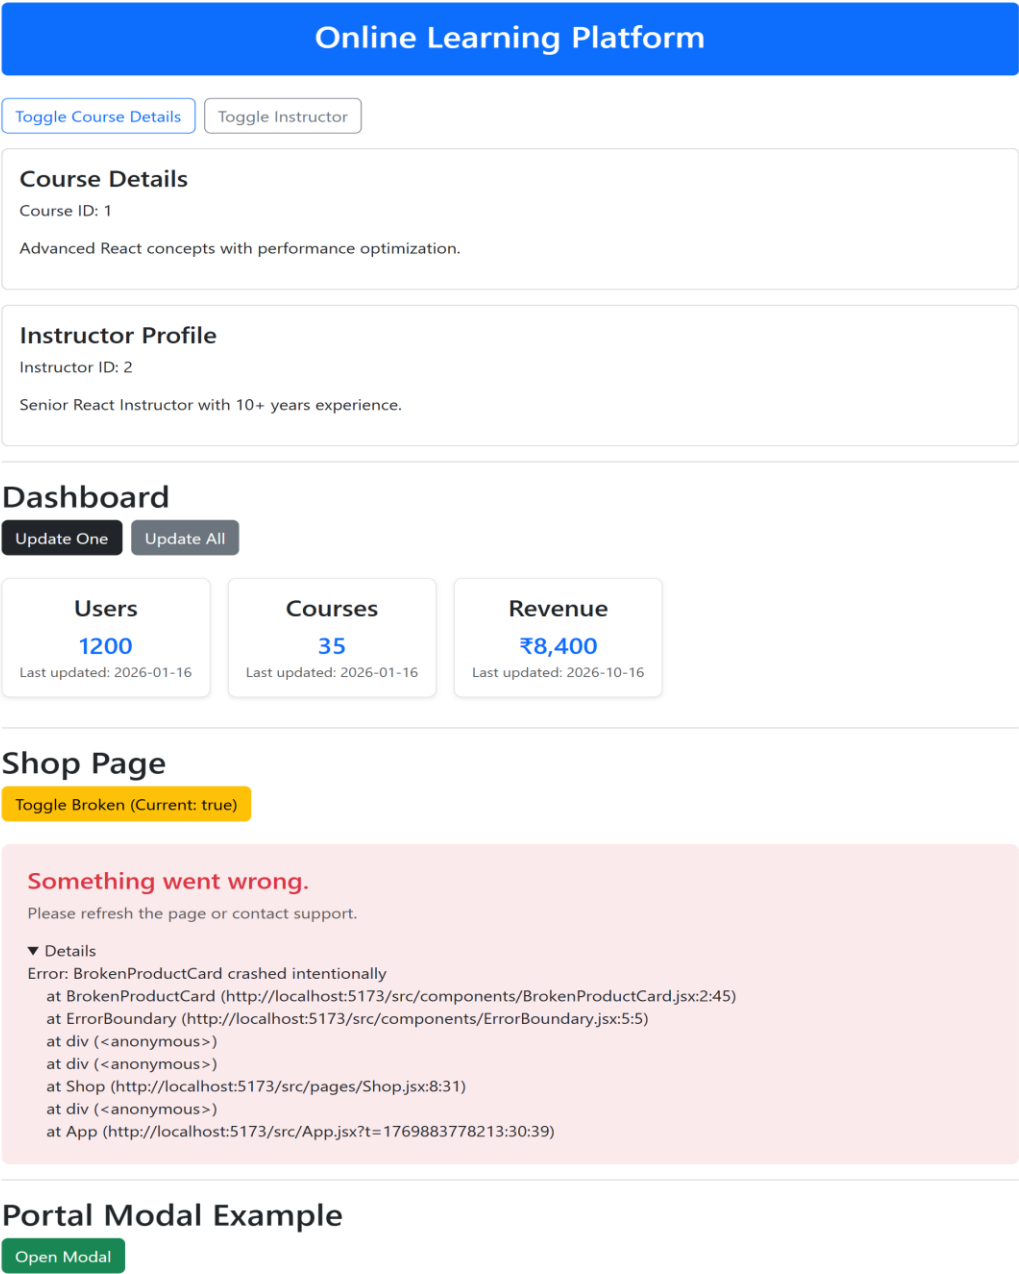 Online Learning Platform
Toggle Course Details Toggle Instructor
Course Details
Course ID: 1
Advanced React concepts with performance optimization.
Instructor Profile
Instructor ID: 2
Senior React Instructor with 10+ years experience.
Dashboard
Update One Update All
Users
1200
Last updated: 2026-01-16
Courses
35
Last updated: 2026-01-16
Revenue
₹8,400
Last updated: 2026-10-16
Shop Page
Toggle Broken (Current: true)
Something went wrong.
Please refresh the page or contact support.
▼ Details
Error: BrokenProductCard crashed intentionally
at BrokenProductCard (http://localhost:5173/src/components/BrokenProductCard.jsx:2:45)
at ErrorBoundary (http://localhost:5173/src/components/ErrorBoundary.jsx:5:5)
at div (<anonymous>)
at div (<anonymous>)
at Shop (http://localhost:5173/src/pages/Shop.jsx:8:31)
at div (<anonymous>)
at App (http://localhost:5173/src/App.jsx?t=1769883778213:30:39)
Portal Modal Example
Open Modal